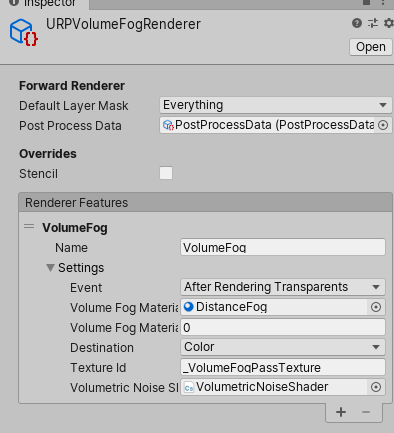 Inspector
URPVolumeFogRenderer
Open
Forward Renderer
Default Layer Mask Everything
Post Process Data PostProcessData (PostProcessData
Overrides
Stencil
Renderer Features
VolumeFog
Name VolumeFog
Settings
Event After Rendering Transparents
Volume Fog Materia DistanceFog
Volume Fog Materia 0
Destination Color
Texture Id _VolumeFogPassTexture
Volumetric Noise Sl VolumetricNoiseShader